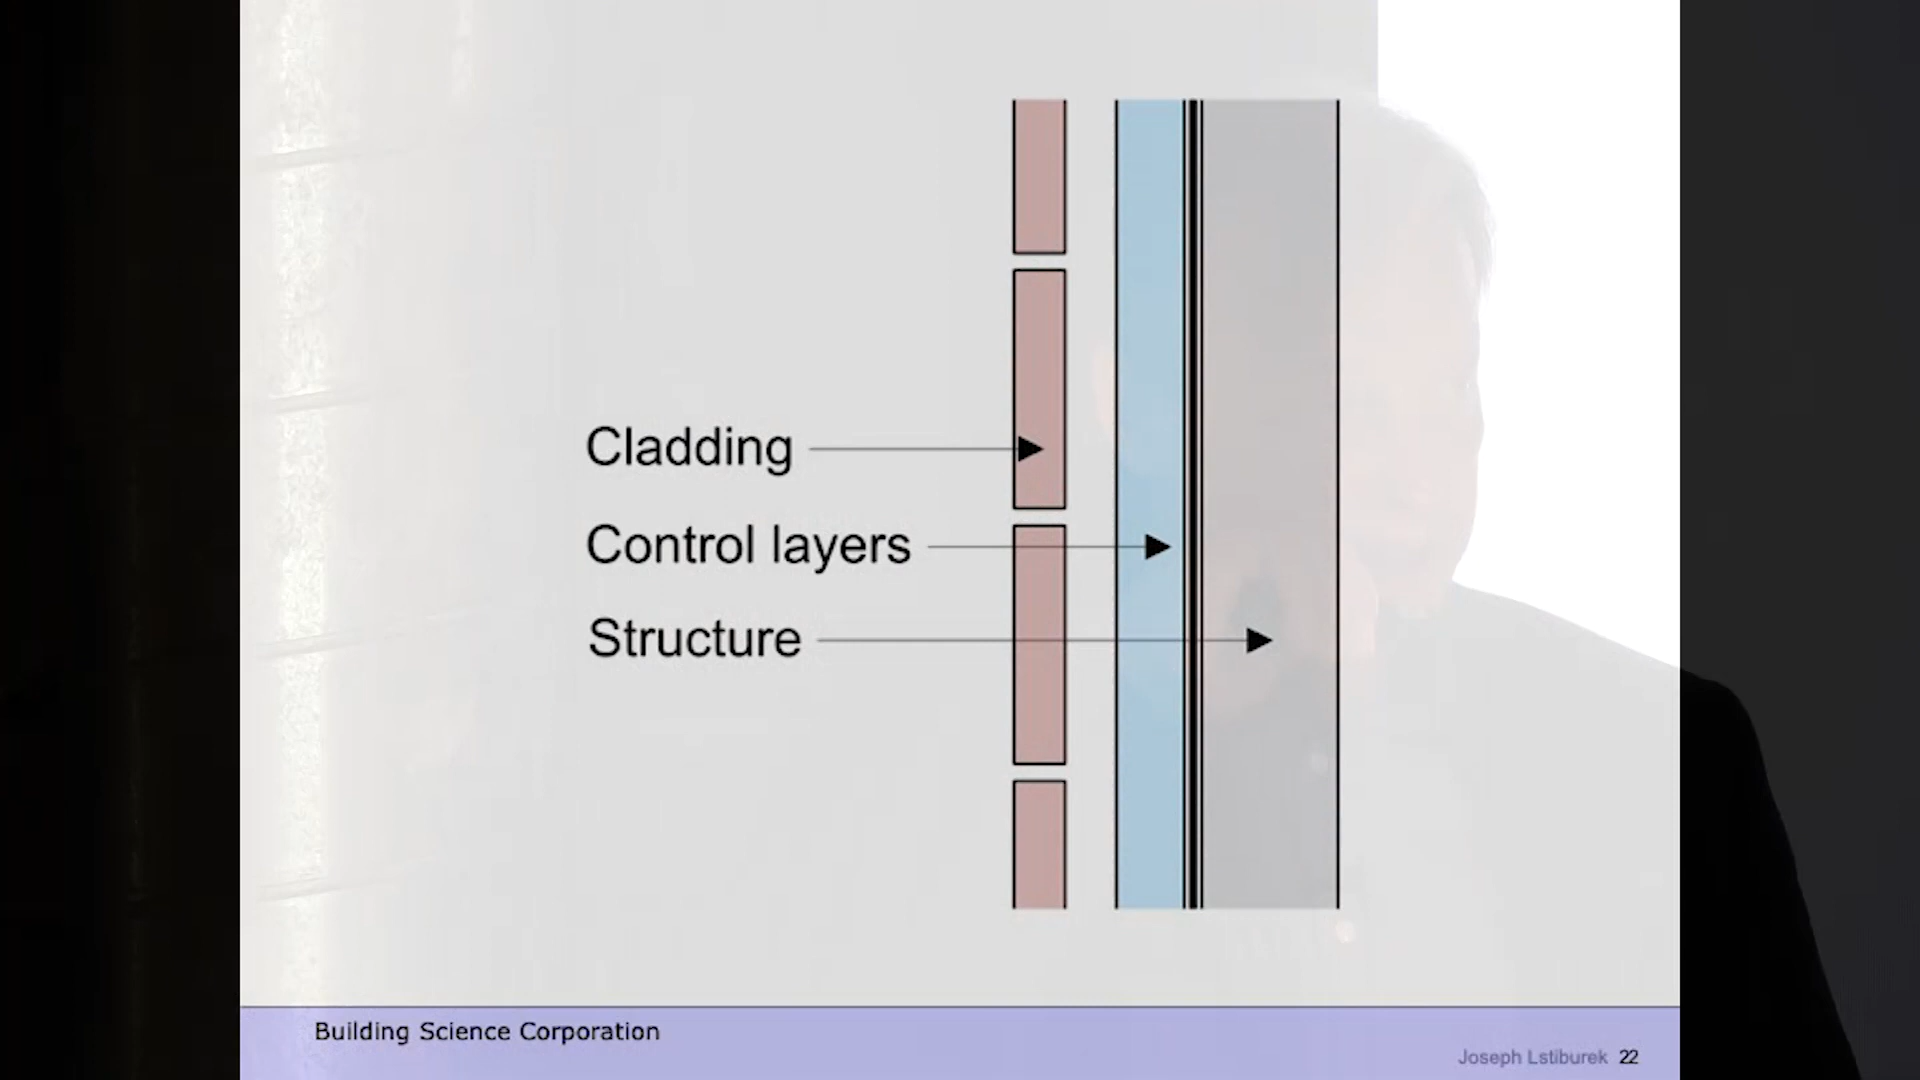 Cladding
Control layers
Structure
Building Science Corporation
Joseph Lstiburek 22